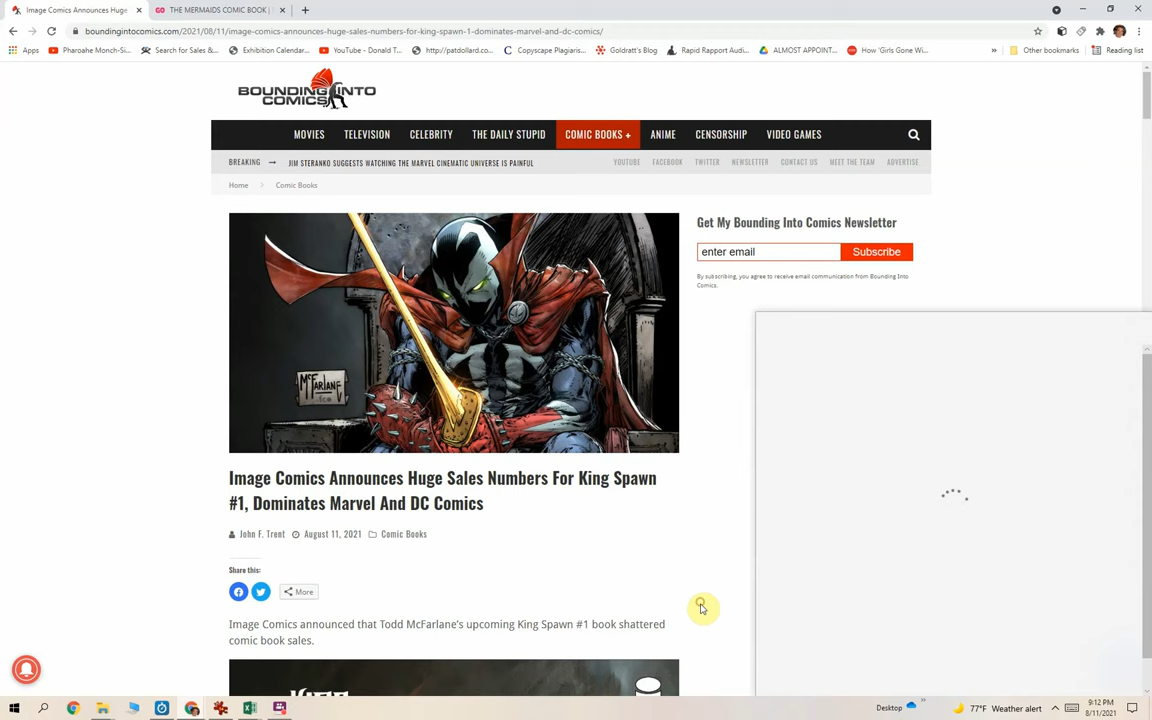 Image Comics Announces Huge
THE MERMAIDS COMIC BOOK |
boundingintocomics.com/2021/08/11/image-comics-announces-huge-sales-numbers-for-king-spawn-1-dominates-marvel-and-dc-comics/
Apps
Pharoahe Monch-Si...
Search for Sales &...
Exhibition Calendar...
YouTube - Donald T...
http://patdollard.co...
Copyscape Plagiaris...
Goldratt's Blog
Rapid Rapport Audi...
ALMOST APPOINT...
How 'Girls Gone Wi...
»
Other bookmarks
Reading list
BOUNDING INTO
COMICS
MOVIES
TELEVISION
CELEBRITY
THE DAILY STUPID
COMIC BOOKS +
ANIME
CENSORSHIP
VIDEO GAMES
BREAKING
JIM STERANKO SUGGESTS WATCHING THE MARVEL CINEMATIC UNIVERSE IS PAINFUL
YOUTUBE
FACEBOOK
TWITTER
NEWSLETTER
CONTACT US
MEET THE TEAM
ADVERTISE
Home
Comic Books
McFARLANE
Get My Bounding Into Comics Newsletter
enter email
Subscribe
By subscribing, you agree to receive email communication from Bounding Into
Comics.
Image Comics Announces Huge Sales Numbers For King Spawn
#1, Dominates Marvel And DC Comics
John F. Trent
August 11, 2021
Comic Books
Share this:
More
Image Comics announced that Todd McFarlane's upcoming King Spawn #1 book shattered
comic book sales.
KING
Desktop
»
77°F Weather alert
9:12 PM
8/11/2021